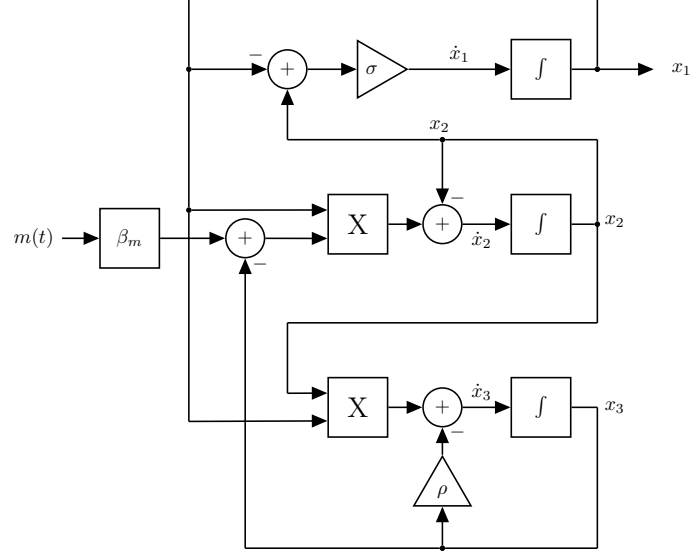 − + σ ẋ₁ ∫ x₁
x₂
m(t) βₘ + − X + − ẋ₂ ∫ x₂
X + − ẋ₃ ∫ x₃
ρ